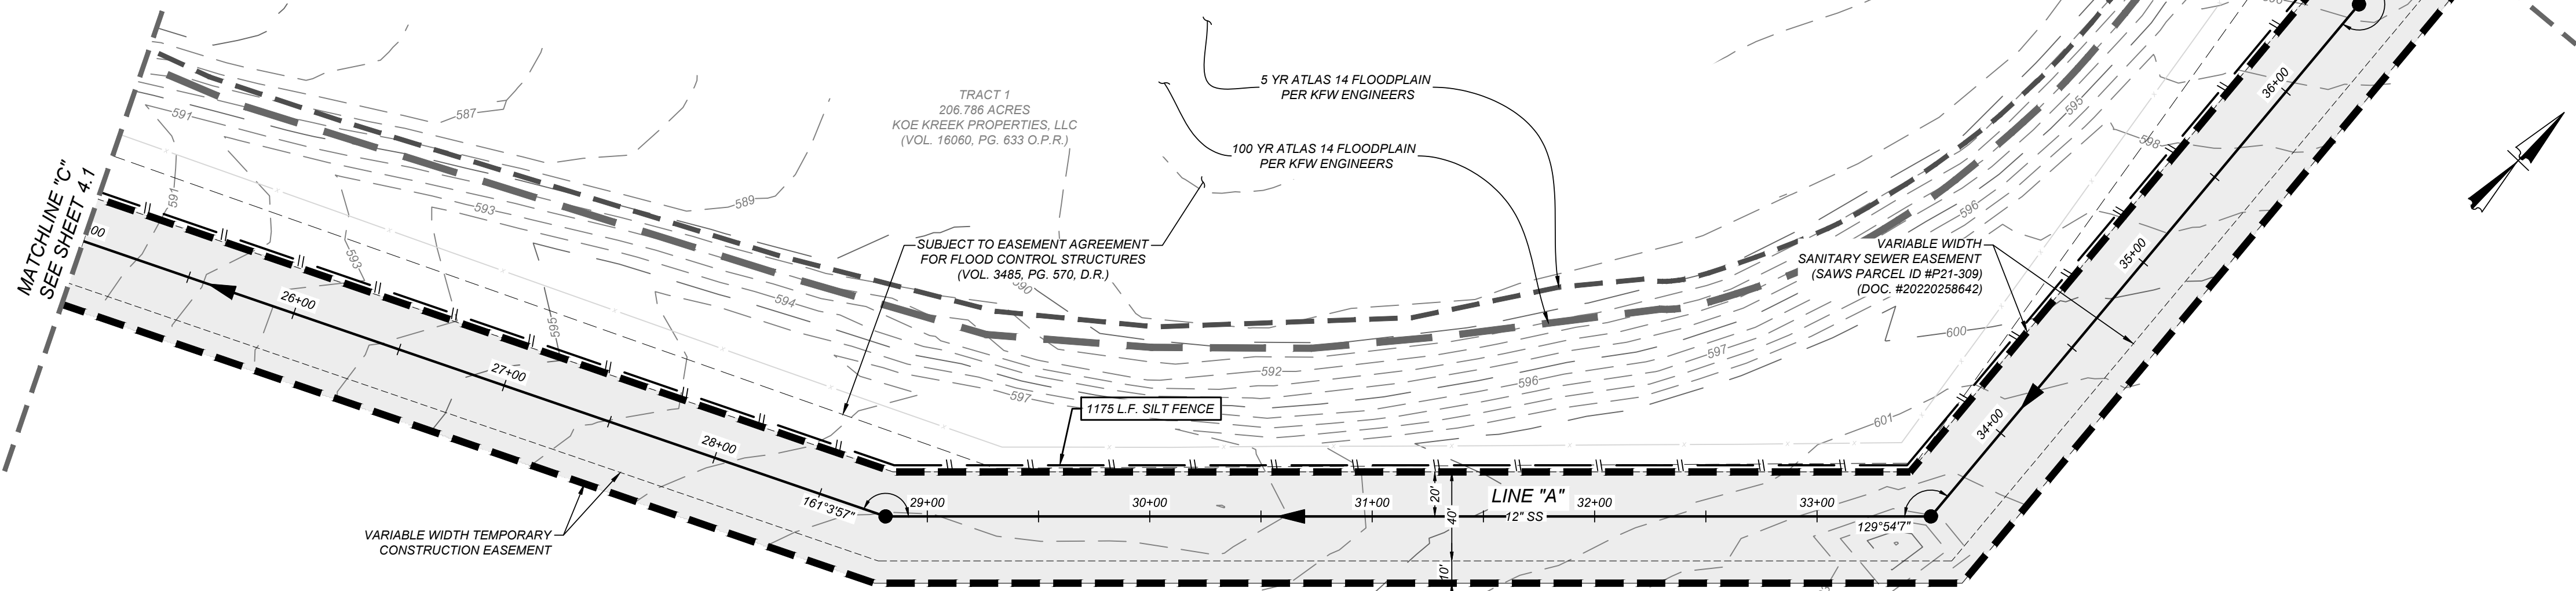 MATCHLINE "C"
SEE SHEET 4.1
591
587
TRACT 1
206.786 ACRES
KOE KREEK PROPERTIES, LLC
(VOL. 16060, PG. 633 O.P.R.)
5 YR ATLAS 14 FLOODPLAIN
PER KFW ENGINEERS
100 YR ATLAS 14 FLOODPLAIN
PER KFW ENGINEERS
595
598
36+00
591
593
589
596
00
593
SUBJECT TO EASEMENT AGREEMENT
FOR FLOOD CONTROL STRUCTURES
(VOL. 3485, PG. 570, D.R.)
590
VARIABLE WIDTH
SANITARY SEWER EASEMENT
(SAWS PARCEL ID #P21-309)
(DOC. #20220258642)
35+00
26+00
594
595
600
597
592
596
27+00
597
1175 L.F. SILT FENCE
601
34+00
28+00
161°3'57"
29+00
30+00
31+00
20'
40'
10'
LINE "A"
12" SS
32+00
33+00
129°54'7"
VARIABLE WIDTH TEMPORARY
CONSTRUCTION EASEMENT